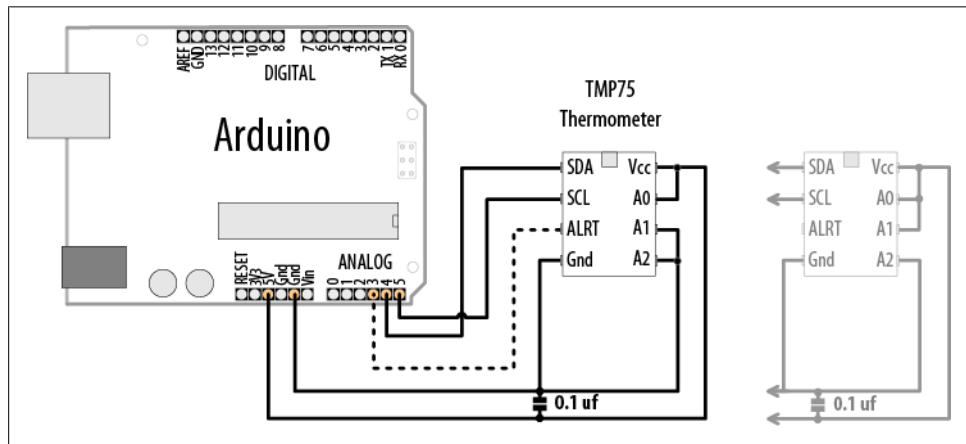 AREF
GND
13
12
11
10
9
8
7
6
5
4
3
2
TX 1
RX 0
DIGITAL
Arduino
TMP75
Thermometer
SDA Vcc
SCL A0
ALRT A1
Gnd A2
SDA Vcc
SCL A0
ALRT A1
Gnd A2
ANALOG
RESET
3V3
5V
Gnd
Gnd
Vin
0
1
2
3
4
5
0.1 uf
0.1 uf